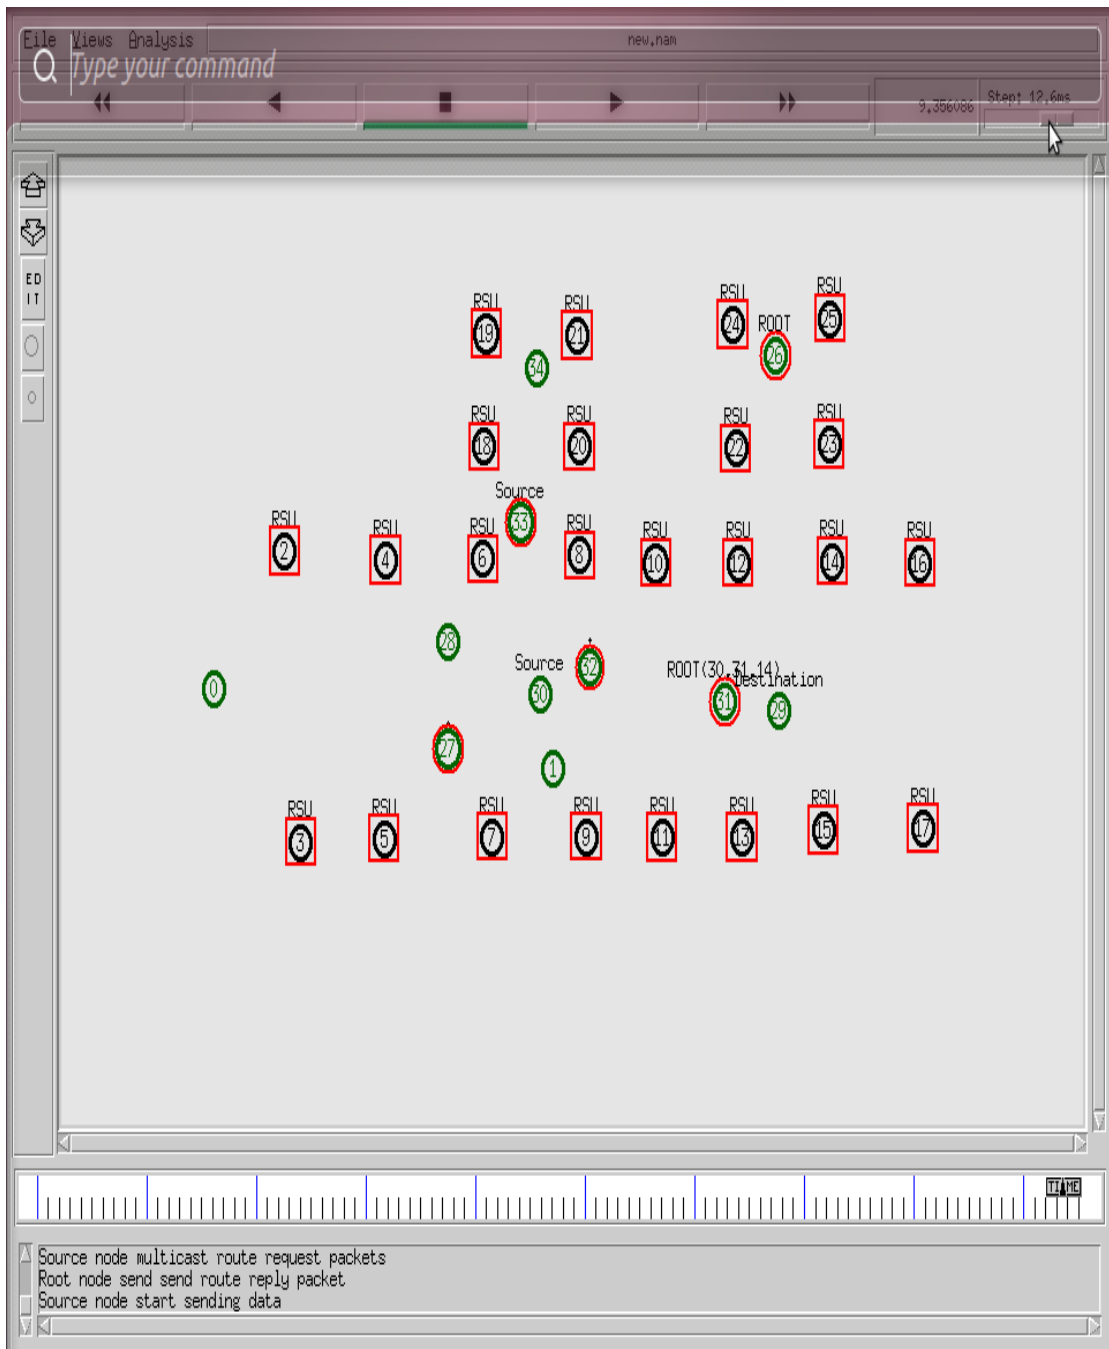 File Views Analysis
new.nam
Type your command
9.356086
Step: 12.6ms
ED
IT
RSU RSU RSU RSU
19 21 24 ROOT 25
34 26
RSU RSU RSU RSU
18 20 22 23
Source
33
RSU RSU RSU RSU RSU RSU RSU RSU
2 4 6 8 10 12 14 16
28
Source ROOT(30,31,14)
Destination
0 30 32 31 29
27
1
RSU RSU RSU RSU RSU RSU RSU RSU
3 5 7 9 11 13 15 17
TIME
Source node multicast route request packets
Root node send send route reply packet
Source node start sending data